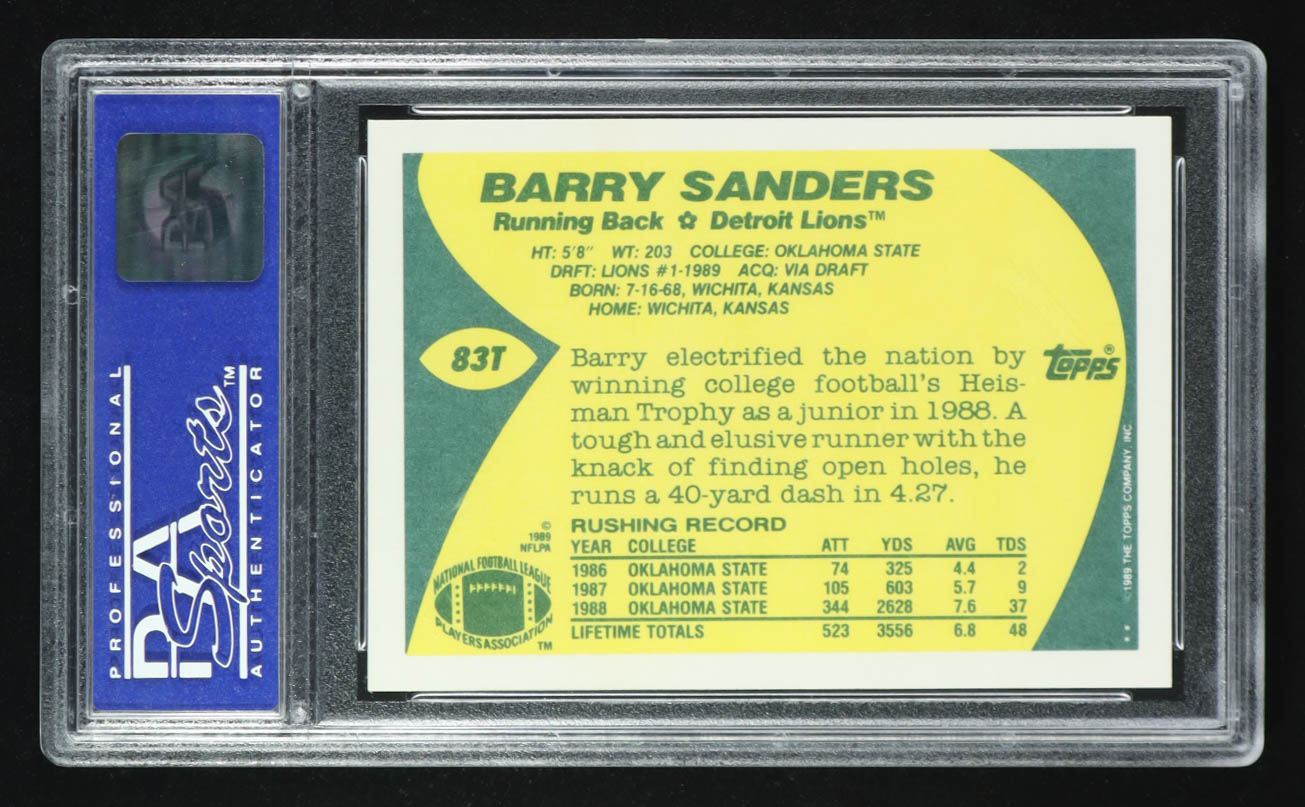 PROFESSIONAL
PSA
Sports™
AUTHENTICATOR
BARRY SANDERS
Running Back ✿ Detroit Lions™
HT: 5'8" WT: 203 COLLEGE: OKLAHOMA STATE
DRFT: LIONS #1-1989 ACQ: VIA DRAFT
BORN: 7-16-68, WICHITA, KANSAS
HOME: WICHITA, KANSAS
83T
Barry electrified the nation by
winning college football's Heis-
man Trophy as a junior in 1988. A
tough and elusive runner with the
knack of finding open holes, he
runs a 40-yard dash in 4.27.
TOPPS®
RUSHING RECORD
YEAR COLLEGE ATT YDS AVG TDS
1986 OKLAHOMA STATE 74 325 4.4 2
1987 OKLAHOMA STATE 105 603 5.7 9
1988 OKLAHOMA STATE 344 2628 7.6 37
LIFETIME TOTALS 523 3556 6.8 48
©
1989
NFLPA
NATIONAL FOOTBALL LEAGUE
PLAYERS ASSOCIATION
TM
©1989 THE TOPPS COMPANY, INC.
**